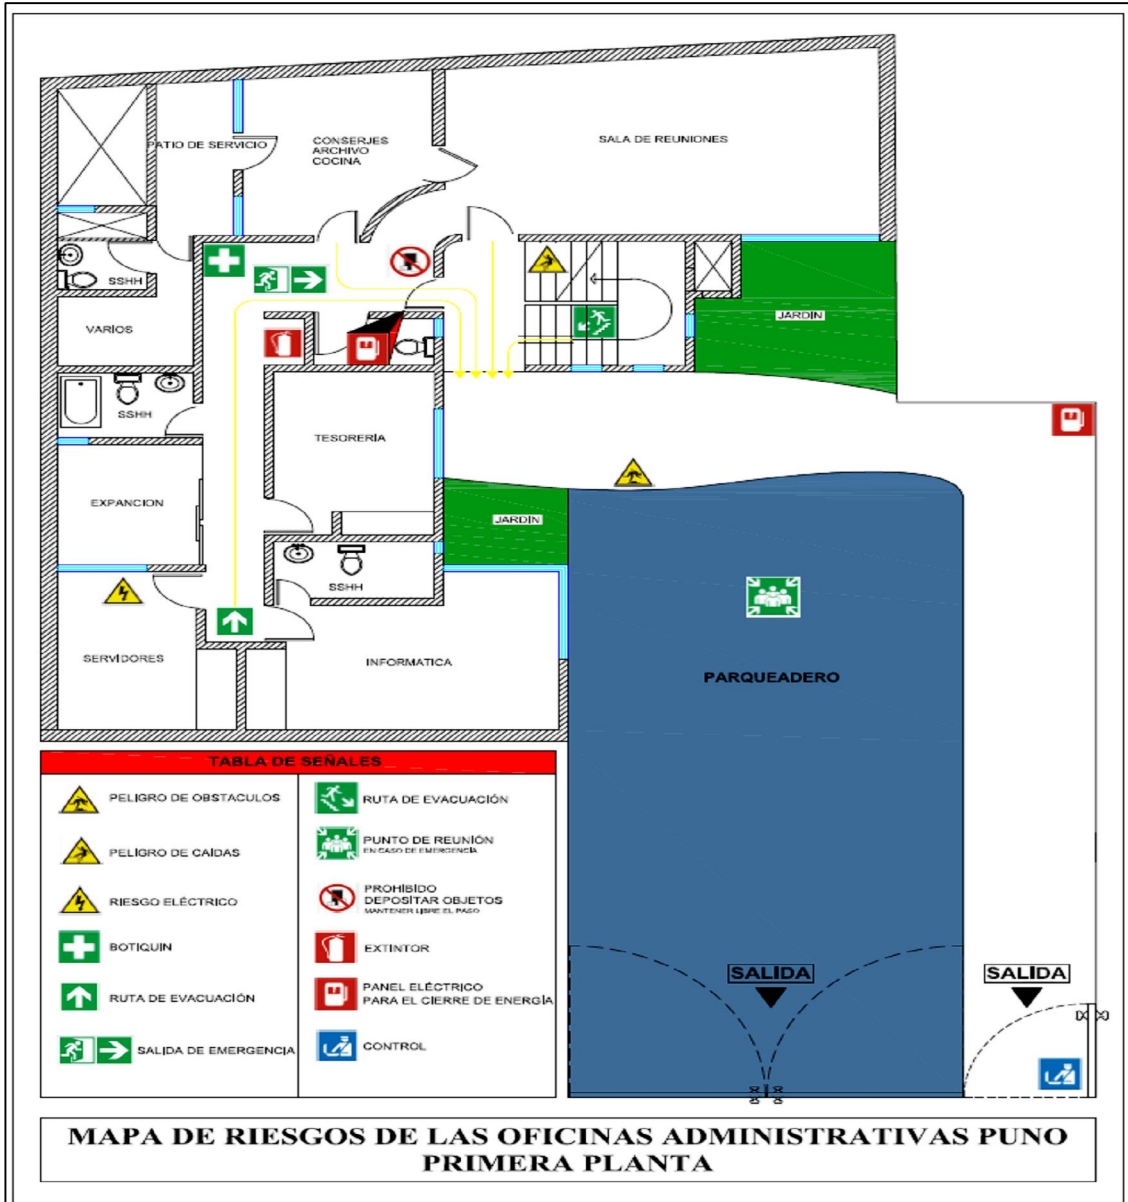 SALA DE REUNIONES
CONSERJES
ARCHIVO
COCINA
PATIO DE SERVICIO
SSHH
VARIOS
JARDIN
SSHH
TESORERÍA
EXPANCION
JARDIN
SSHH
SERVIDORES
INFORMATICA
PARQUEADERO
TABLA DE SEÑALES
PELIGRO DE OBSTACULOS
PELIGRO DE CAÍDAS
RIESGO ELÉCTRICO
BOTIQUIN
RUTA DE EVACUACIÓN
SALIDA DE EMERGENCIA
RUTA DE EVACUACIÓN
PUNTO DE REUNIÓN
EN CASO DE EMERGENCIA
PROHIBIDO
DEPOSITAR OBJETOS
MANTENER LIBRE EL PASO
EXTINTOR
PANEL ELÉCTRICO
PARA EL CIERRE DE ENERGÍA
CONTROL
SALIDA
SALIDA
MAPA DE RIESGOS DE LAS OFICINAS ADMINISTRATIVAS PUNO
PRIMERA PLANTA